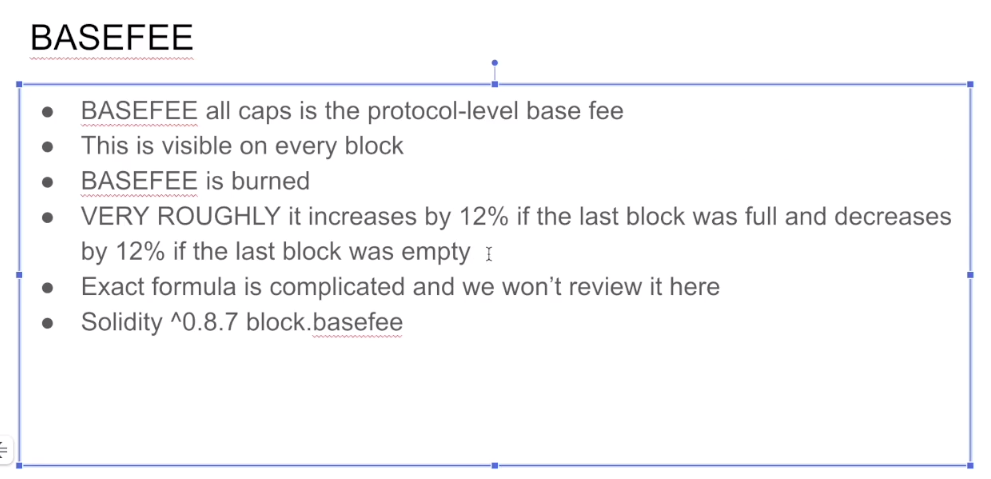 BASEFEE
● BASEFEE all caps is the protocol-level base fee
● This is visible on every block
● BASEFEE is burned
● VERY ROUGHLY it increases by 12% if the last block was full and decreases
by 12% if the last block was empty
● Exact formula is complicated and we won’t review it here
● Solidity ^0.8.7 block.basefee